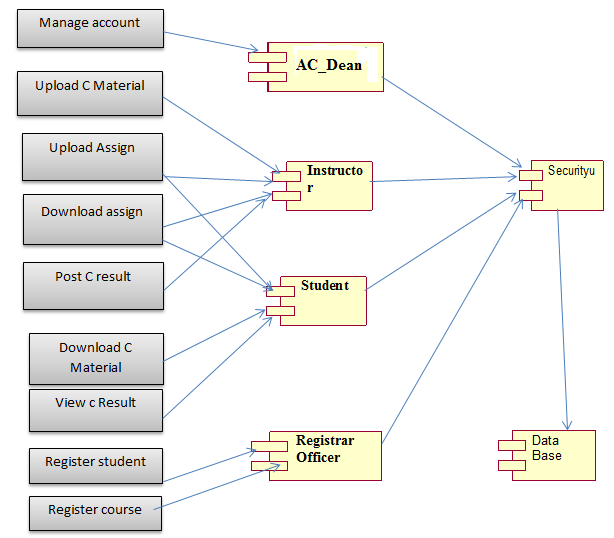 Manage account
Upload C Material
Upload Assign
Download assign
Post C result
Download C
Material
View c Result
Register student
Register course
AC_Dean
Instructo
r
Student
Registrar
Officer
Securityu
Data
Base